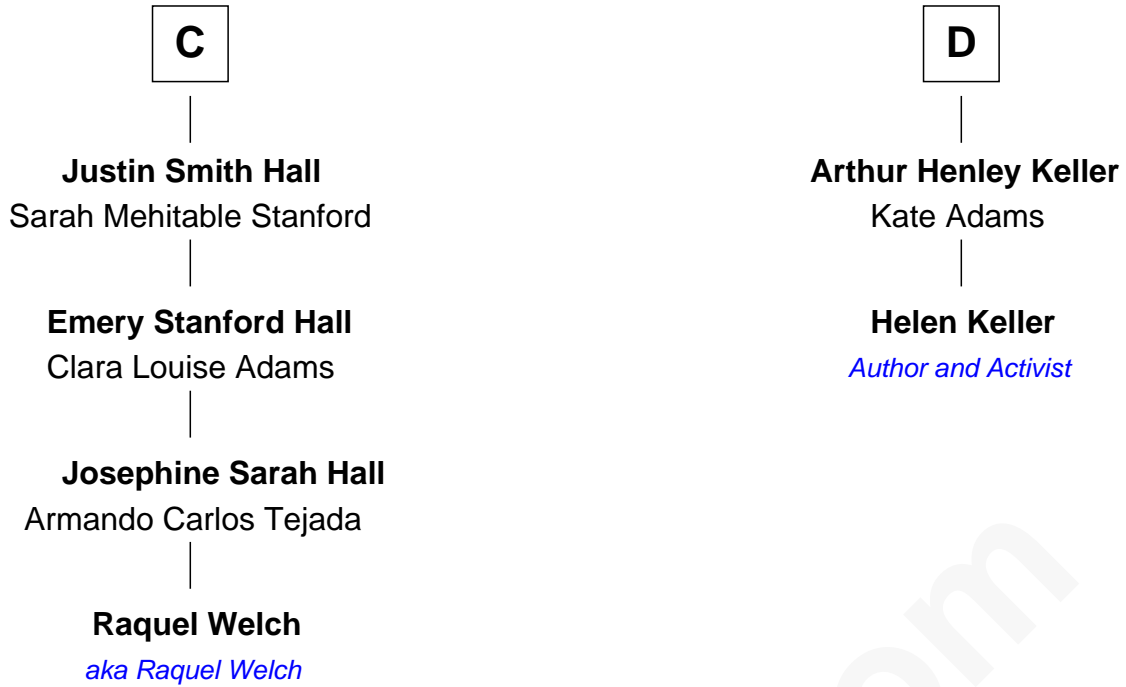 C
Justin Smith Hall
Sarah Mehitable Stanford
Emery Stanford Hall
Clara Louise Adams
Josephine Sarah Hall
Armando Carlos Tejada
Raquel Welch
aka Raquel Welch
D
Arthur Henley Keller
Kate Adams
Helen Keller
Author and Activist
om